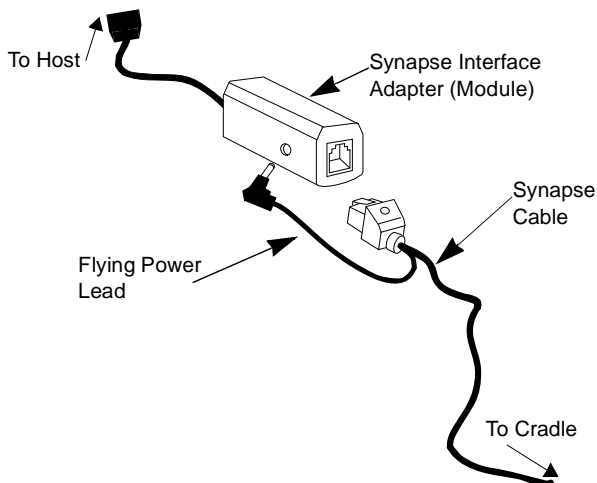 To Host
Synapse Interface
Adapter (Module)
Synapse
Cable
Flying Power
Lead
To Cradle